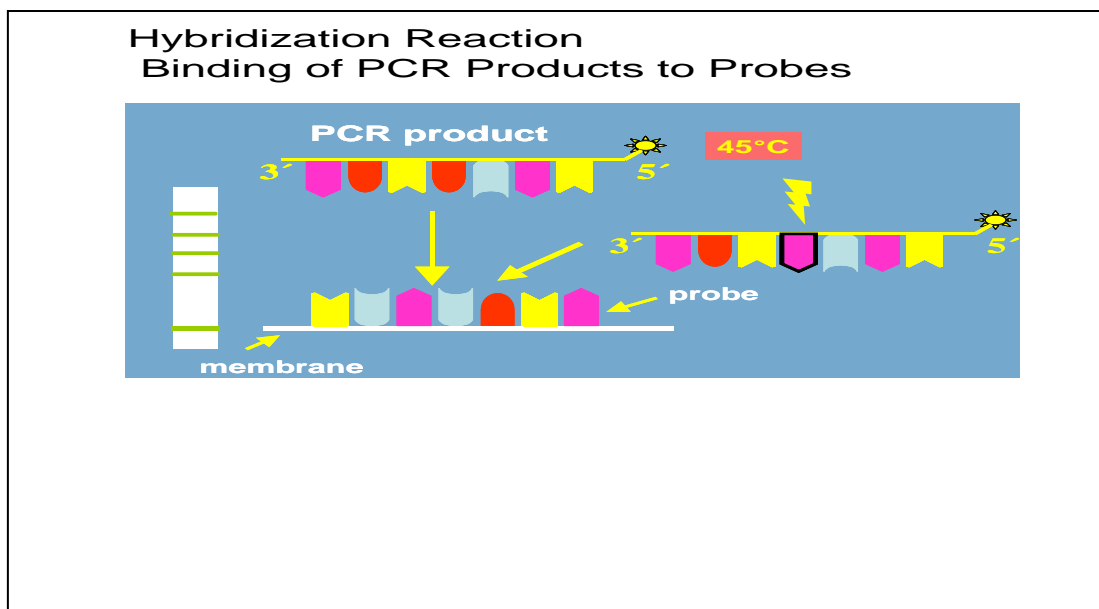 Hybridization Reaction
Binding of PCR Products to Probes
PCR product
45°C
3´
5´
3´
5´
probe
membrane